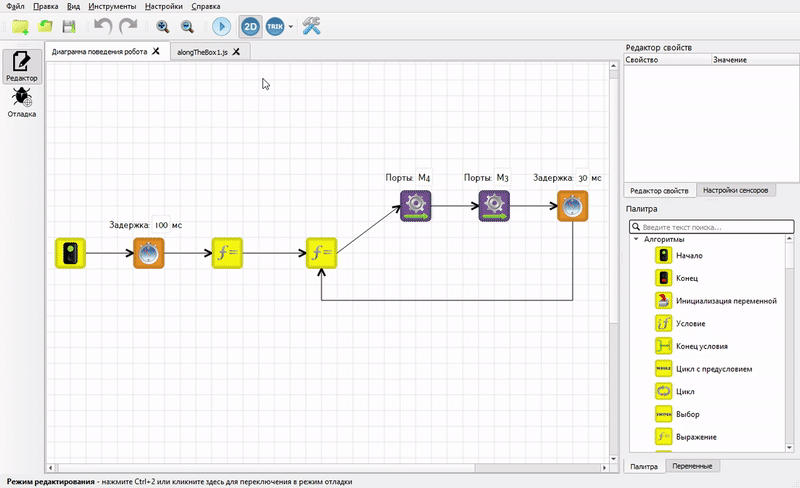 Файл Правка Вид Инструменты Настройки Справка
2D TRIK
Диаграмма поведения робота alongTheBox1.js
Редактор
Отладка
Порты: M4 Порты: M3 Задержка: 30 мс
Задержка: 100 мс
Редактор свойств
Свойство Значение
Редактор свойств Настройки сенсоров
Палитра
Введите текст поиска...
Алгоритмы
Начало
Конец
Инициализация переменной
Условие
Конец условия
WHILE Цикл с предусловием
Цикл
SWITCH Выбор
Выражение
Палитра Переменные
Режим редактирования - нажмите Ctrl+2 или кликните здесь для переключения в режим отладки